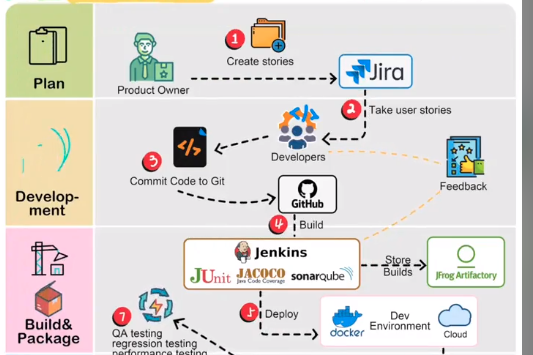 1
Create stories
Plan
Product Owner
Jira
2
Take user stories
3
</>
Developers
Commit Code to Git
Develop-
ment
GitHub
Feedback
4
Build
Jenkins
JUnit
JACOCO
Java Code Coverage
sonarqube
Store
Builds
JFrog Artifactory
5
Deploy
7
Build&
Package
QA testing
regression testing
performance testing
docker
Dev
Environment
Cloud